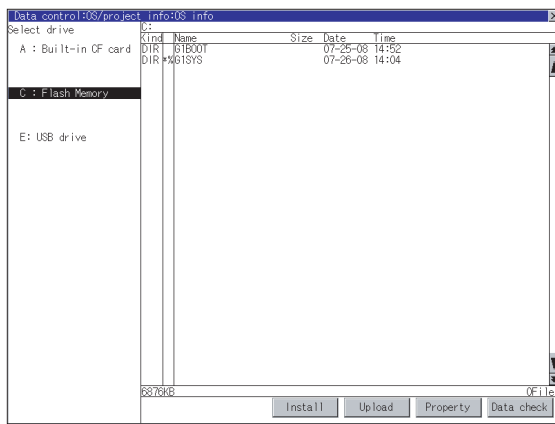 Data control:OS/project info:OS info
Select drive
C:
Kind Name Size Date Time
A : Built-in CF card
DIR G1BOOT 07-25-08 14:52
DIR *%G1SYS 07-26-08 14:04
C : Flash Memory
E: USB drive
6876KB 0File
Install Upload Property Data check